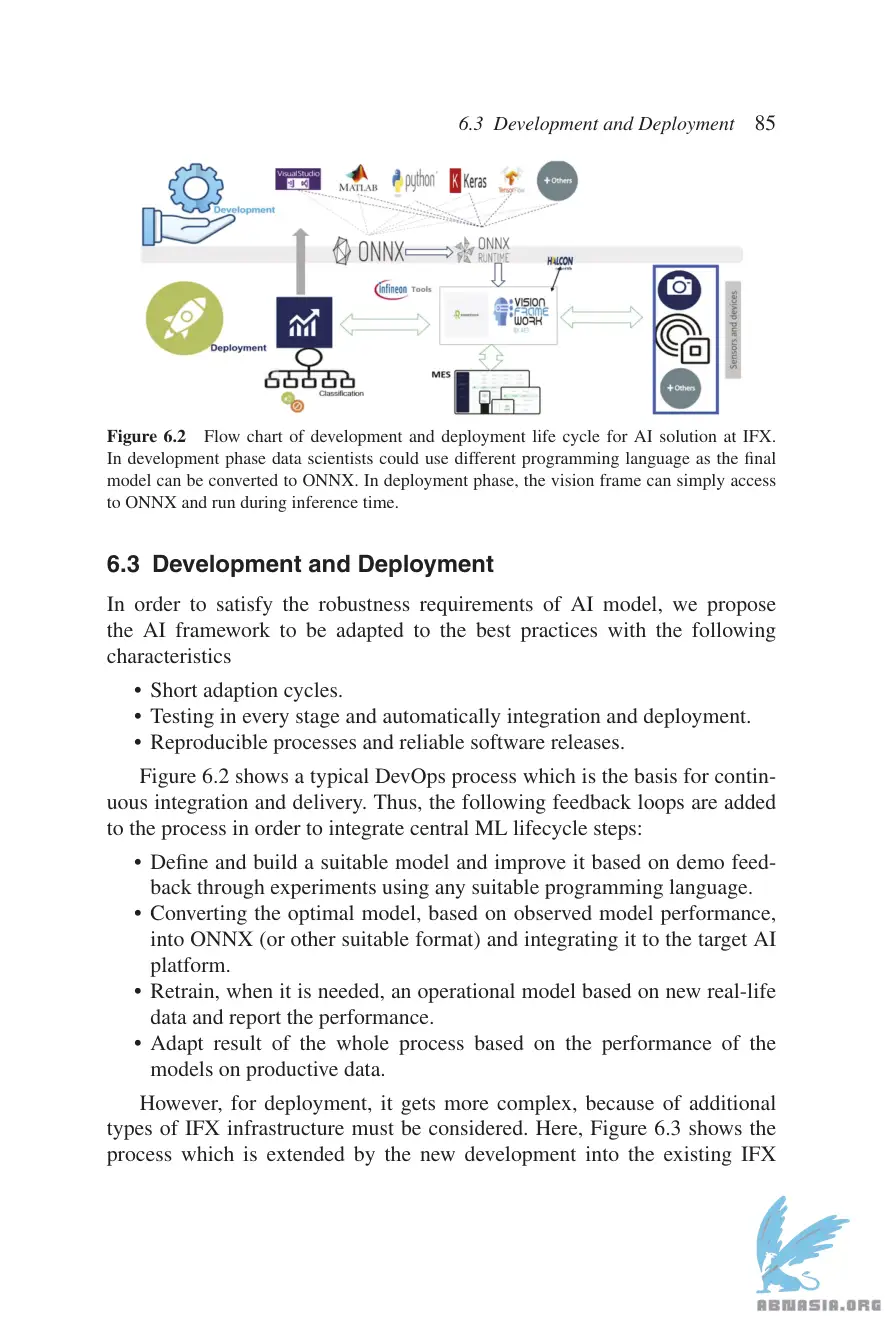 6.3 Development and Deployment 85
VisualStudio
MATLAB
python
K Keras
TensorFlow
+ Others
Development
ONNX
ONNX
RUNTIME
HALCON
infineon Tools
VISION
FRAME
WORK
Deployment
Sensors and devices
MES
+ Others
Classification
Figure 6.2 Flow chart of development and deployment life cycle for AI solution at IFX.
In development phase data scientists could use different programming language as the final
model can be converted to ONNX. In deployment phase, the vision frame can simply access
to ONNX and run during inference time.
6.3 Development and Deployment
In order to satisfy the robustness requirements of AI model, we propose
the AI framework to be adapted to the best practices with the following
characteristics
• Short adaption cycles.
• Testing in every stage and automatically integration and deployment.
• Reproducible processes and reliable software releases.
Figure 6.2 shows a typical DevOps process which is the basis for contin-
uous integration and delivery. Thus, the following feedback loops are added
to the process in order to integrate central ML lifecycle steps:
• Define and build a suitable model and improve it based on demo feed-
back through experiments using any suitable programming language.
• Converting the optimal model, based on observed model performance,
into ONNX (or other suitable format) and integrating it to the target AI
platform.
• Retrain, when it is needed, an operational model based on new real-life
data and report the performance.
• Adapt result of the whole process based on the performance of the
models on productive data.
However, for deployment, it gets more complex, because of additional
types of IFX infrastructure must be considered. Here, Figure 6.3 shows the
process which is extended by the new development into the existing IFX
ABNASIA.ORG